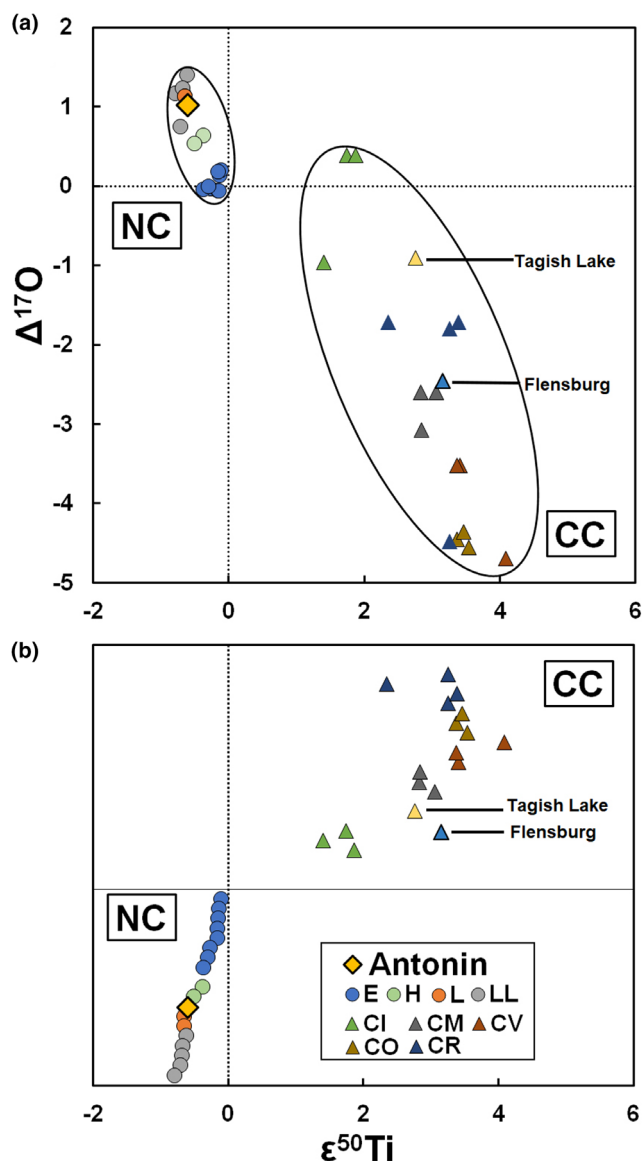 (a)
2
1
0
-1
-2
-3
-4
-5
Δ¹⁷O
NC
Tagish Lake
Flensburg
CC
-2 0 2 4 6
(b)
CC
Tagish Lake
Flensburg
NC
Antonin
E H L LL
CI CM CV
CO CR
-2 0 2 4 6
ε⁵⁰Ti